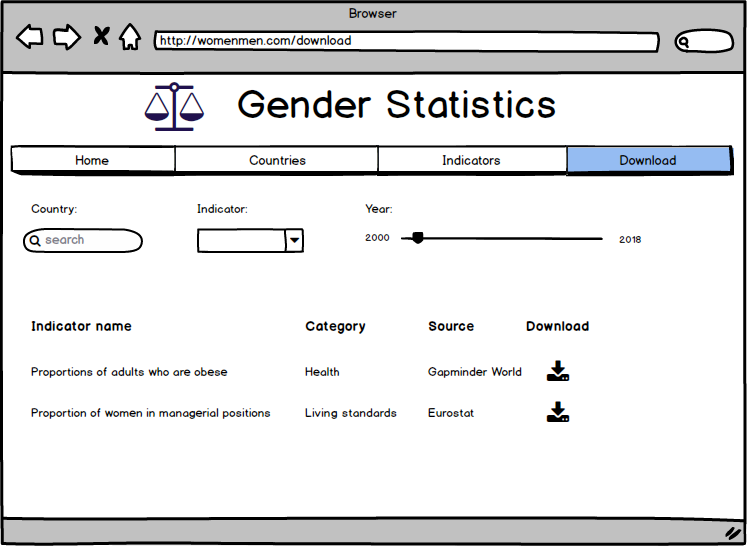 Browser
http://womenmen.com/download
Gender Statistics
Home Countries Indicators Download
Country: Indicator: Year:
search 2000 2018
Indicator name Category Source Download
Proportions of adults who are obese Health Gapminder World
Proportion of women in managerial positions Living standards Eurostat